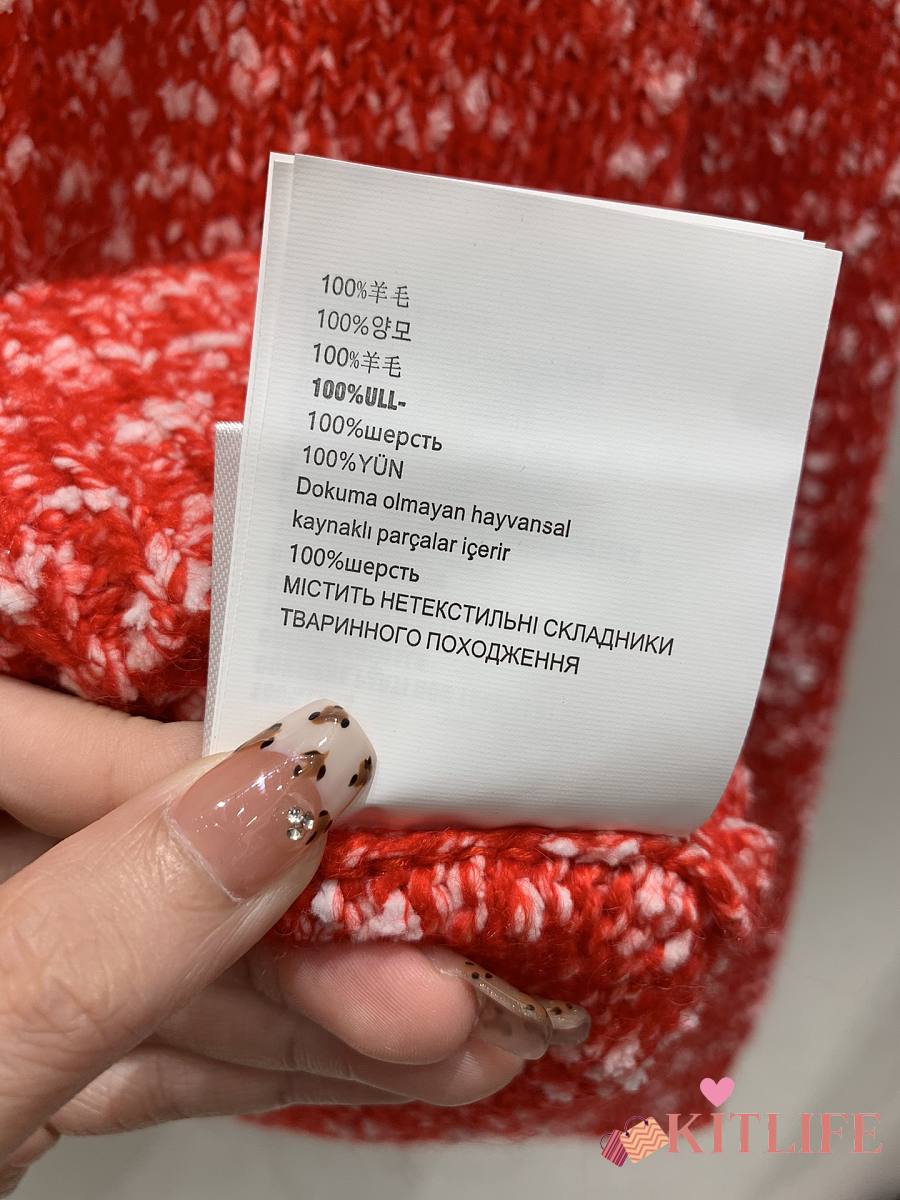 100%羊毛
100%양모
100%羊毛
100%ULL-
100%шерсть
100%YÜN
Dokuma olmayan hayvansal
kaynaklı parçalar içerir
100%шерсть
МІСТИТЬ НЕТЕКСТИЛЬНІ СКЛАДНИКИ
ТВАРИННОГО ПОХОДЖЕННЯ
KITLIFE